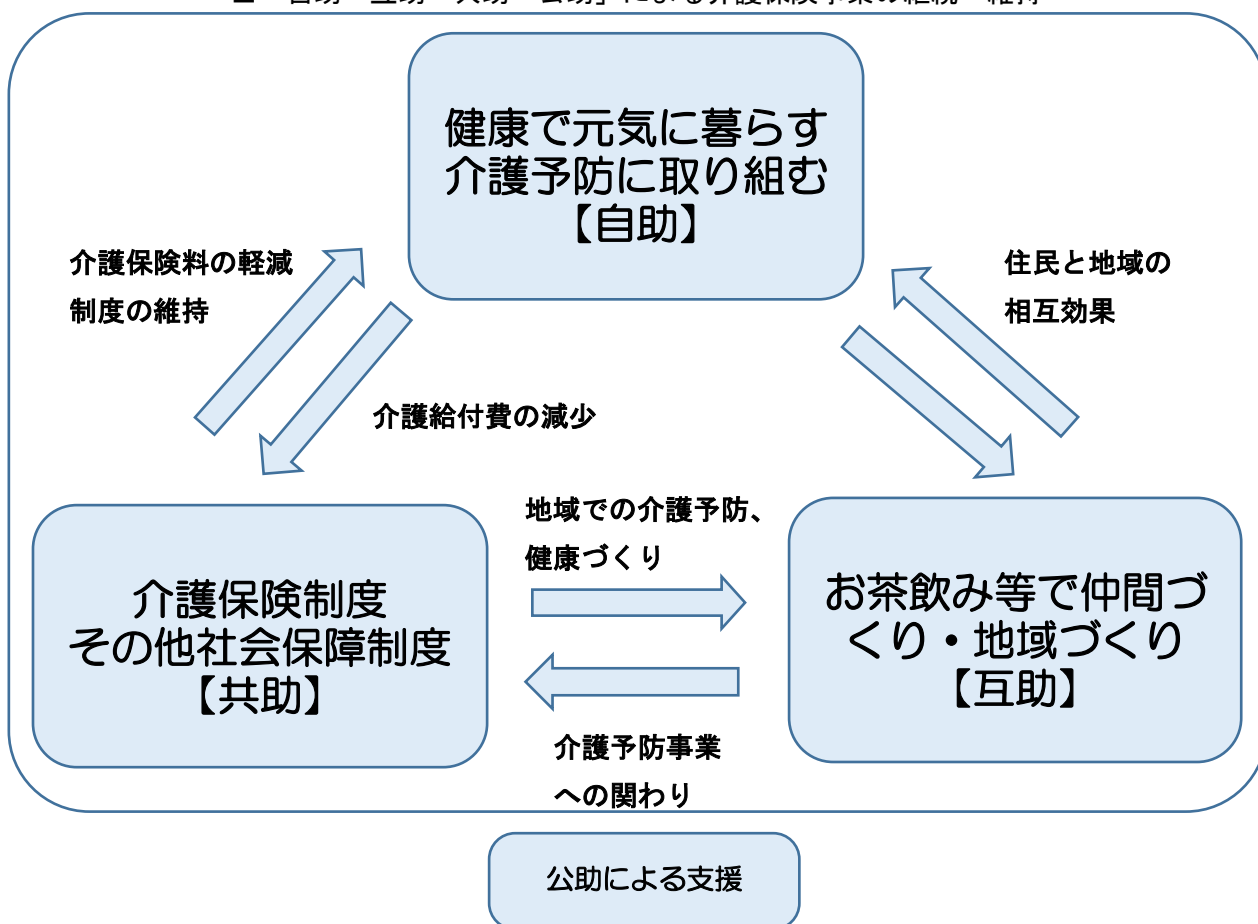 健康で元気に暮らす
介護予防に取り組む
【自助】
介護保険料の軽減
制度の維持
住民と地域の
相互効果
介護給付費の減少
地域での介護予防、
健康づくり
介護保険制度
その他社会保障制度
【共助】
お茶飲み等で仲間づ
くり・地域づくり
【互助】
介護予防事業
への関わり
公助による支援